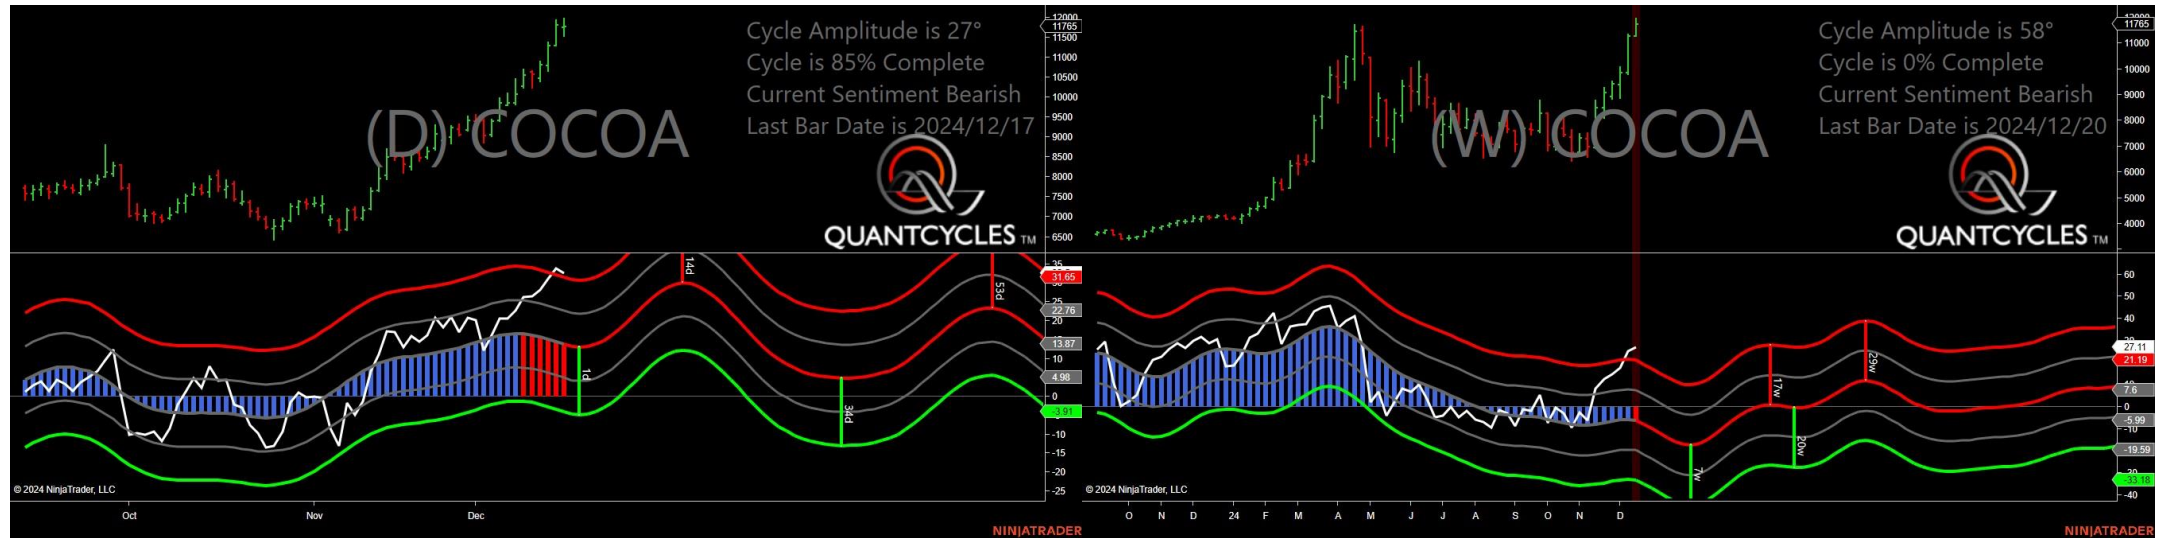 Cycle Amplitude is 27°
Cycle is 85% Complete
Current Sentiment Bearish
Last Bar Date is 2024/12/17
(D) COCOA
QUANTCYCLES TM
12000
11765
11500
11000
10500
10000
9500
9000
8500
8000
7500
7000
6500
35
31.65
25
22.76
20
13.87
10
4.98
0
-3.91
-10
-15
-20
-25
14d
53d
1d
34d
© 2024 NinjaTrader, LLC
Oct Nov Dec
NINJATRADER
Cycle Amplitude is 58°
Cycle is 0% Complete
Current Sentiment Bearish
Last Bar Date is 2024/12/20
(W) COCOA
QUANTCYCLES TM
11765
11000
10000
9000
8000
7000
6000
5000
4000
60
50
40
27.11
21.19
7.6
0
-5.99
-10
-19.59
-33.18
-40
17w
29w
20w
7w
© 2024 NinjaTrader, LLC
O N D 24 F M A M J J A S O N D
NINJATRADER